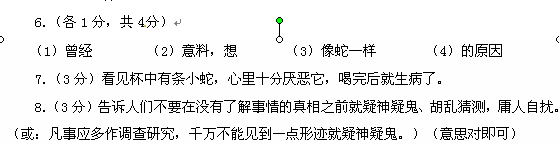 6.(各1分，共4分)↵
(1)曾经 (2)意料，想 (3)像蛇一样 (4)的原因
7.(3分)看见杯中有条小蛇，心里十分厌恶它，喝完后就生病了。
8.(3分)告诉人们不要在没有了解事情的真相之前就疑神疑鬼、胡乱猜测，庸人自扰。
(或：凡事应多作调查研究，千万不能见到一点形迹就疑神疑鬼。)(意思对即可)